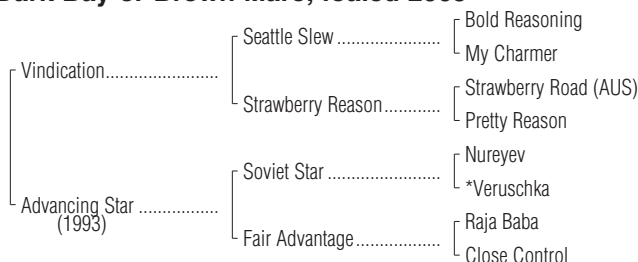 Dark Bay or Brown Mare; foaled
Bold Reasoning
Seattle Slew
My Charmer
Vindication
Strawberry Road (AUS)
Strawberry Reason
Pretty Reason
Nureyev
Soviet Star
*Veruschka
Advancing Star
(1993)
Raja Baba
Fair Advantage
Close Control